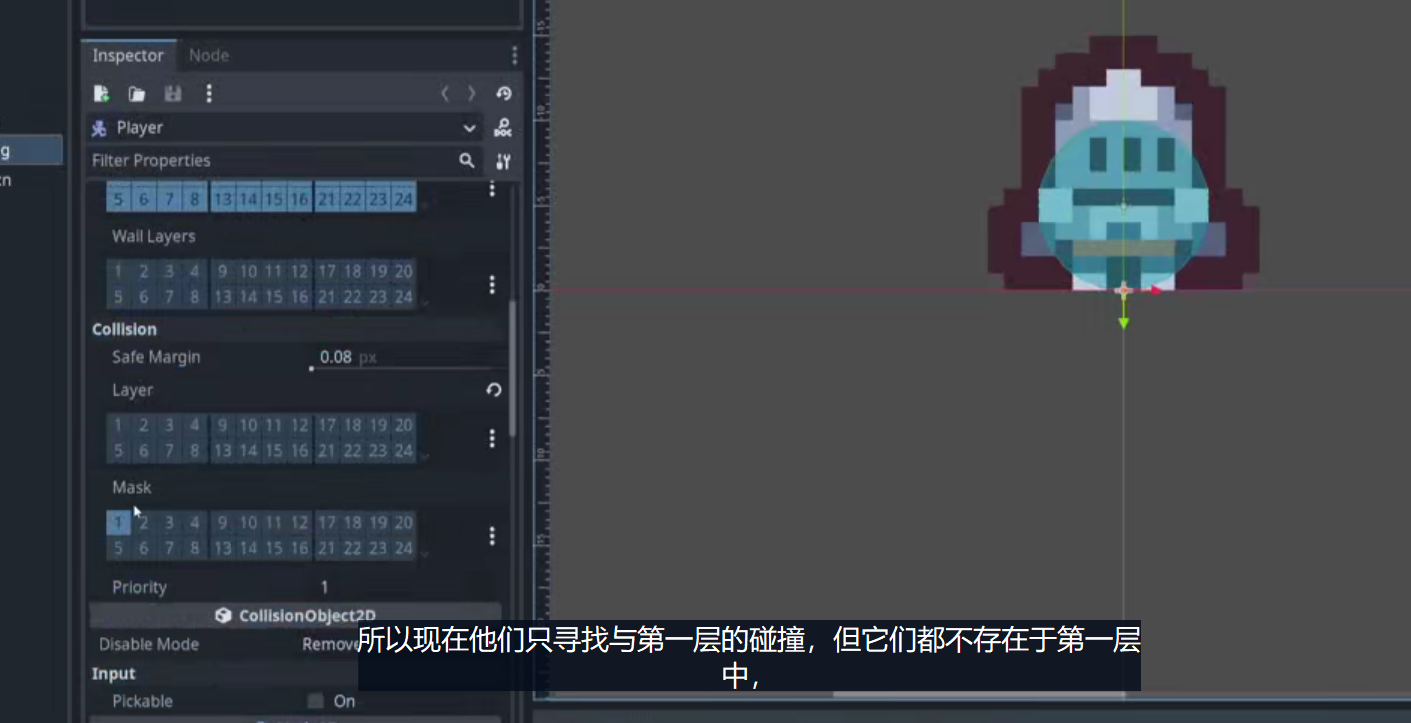 Inspector Node
Player
Filter Properties
5 6 7 8 13 14 15 16 21 22 23 24
Wall Layers
1 2 3 4 9 10 11 12 17 18 19 20
5 6 7 8 13 14 15 16 21 22 23 24
Collision
Safe Margin 0.08 px
Layer
1 2 3 4 9 10 11 12 17 18 19 20
5 6 7 8 13 14 15 16 21 22 23 24
Mask
1 2 3 4 9 10 11 12 17 18 19 20
5 6 7 8 13 14 15 16 21 22 23 24
Priority 1
CollisionObject2D
Disable Mode Remove
Input
Pickable On
g
所以现在他们只寻找与第一层的碰撞，但它们都不存在于第一层
中，